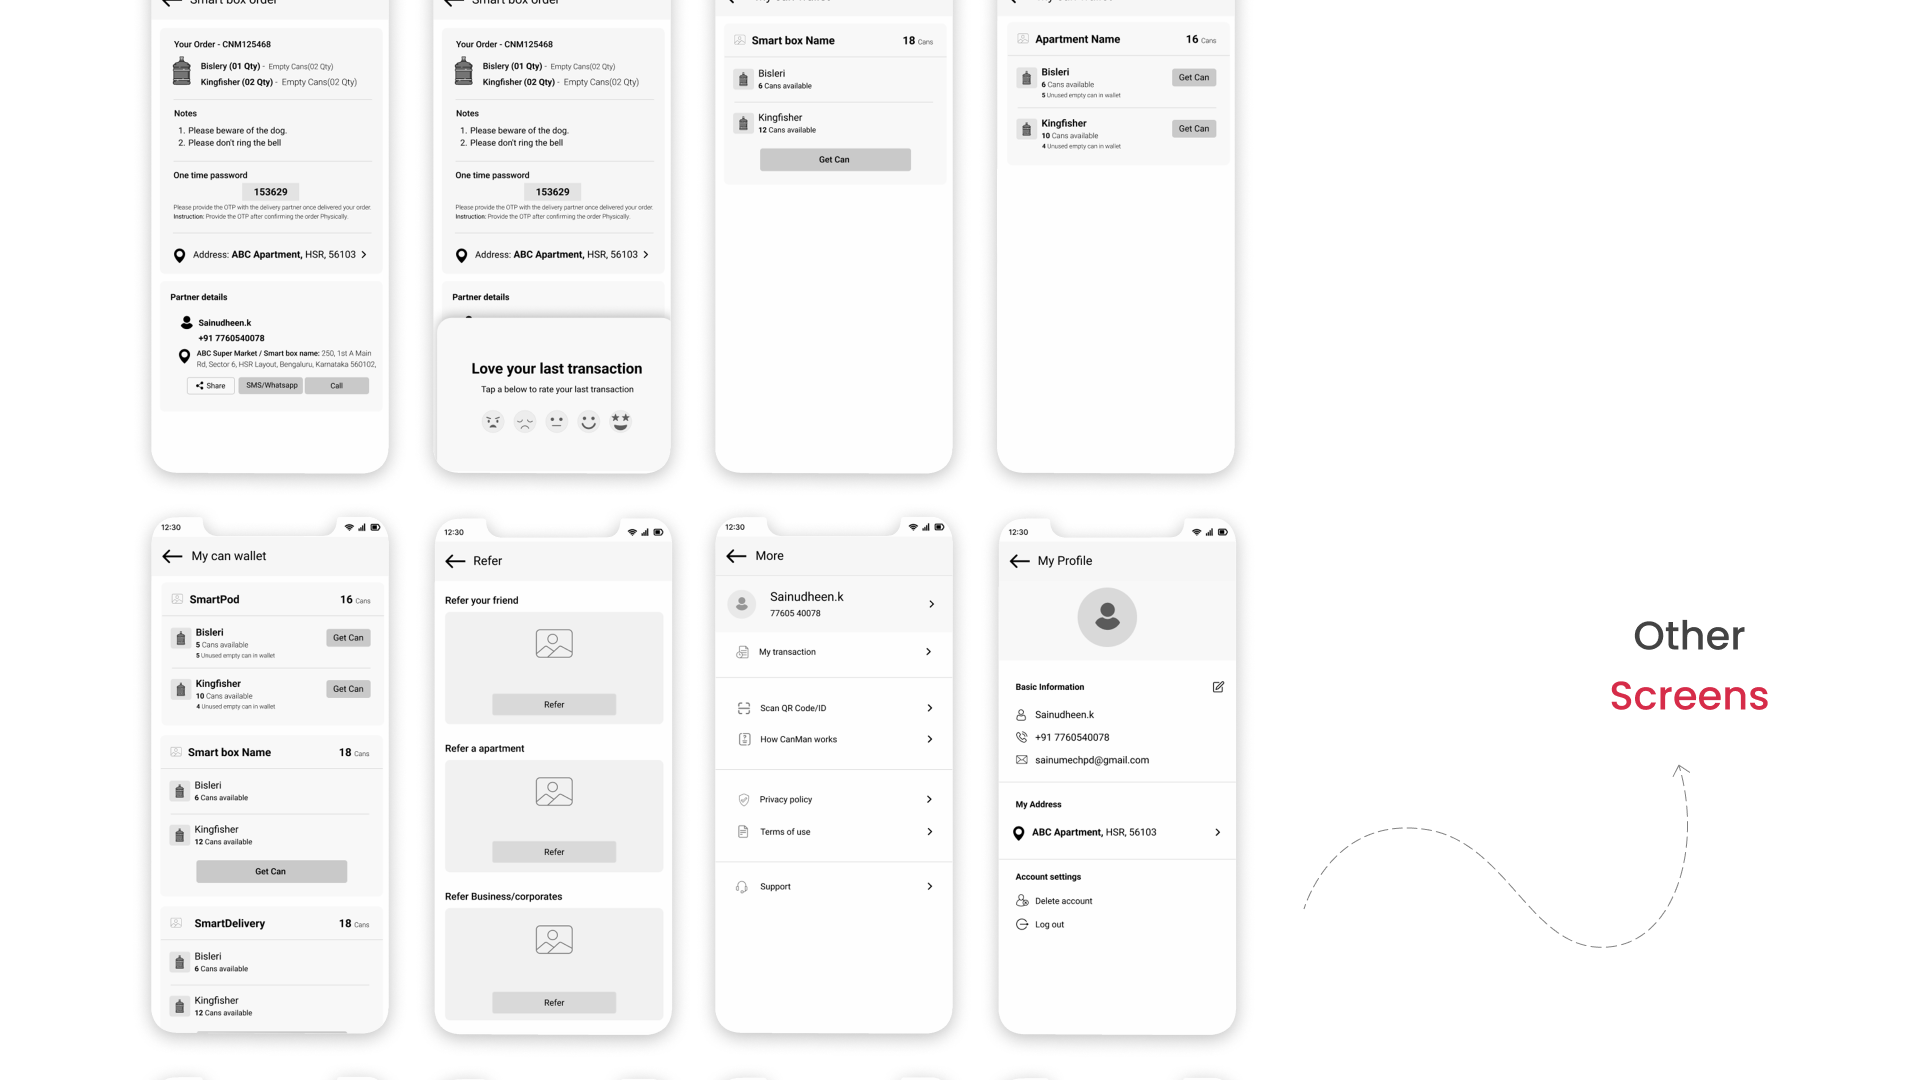 Smart box order
Your Order - CNM125468
Bislery (01 Qty) - Empty Cans(02 Qty)
Kingfisher (02 Qty) - Empty Cans(02 Qty)
Notes
1. Please beware of the dog.
2. Please don't ring the bell
One time password
153629
Please provide the OTP with the delivery partner once delivered your order.
Instruction: Provide the OTP after confirming the order Physically.
Address: ABC Apartment, HSR, 56103
Partner details
Sainudheen.k
+91 7760540078
ABC Super Market / Smart box name: 250, 1st A Main
Rd, Sector 6, HSR Layout, Bengaluru, Karnataka 560102,
Share
SMS/Whatsapp
Call
Smart box order
Your Order - CNM125468
Bislery (01 Qty) - Empty Cans(02 Qty)
Kingfisher (02 Qty) - Empty Cans(02 Qty)
Notes
1. Please beware of the dog.
2. Please don't ring the bell
One time password
153629
Please provide the OTP with the delivery partner once delivered your order.
Instruction: Provide the OTP after confirming the order Physically.
Address: ABC Apartment, HSR, 56103
Partner details
Love your last transaction
Tap a below to rate your last transaction
Smart box Name 18 Cans
Bisleri
6 Cans available
Kingfisher
12 Cans available
Get Can
Apartment Name 16 Cans
Bisleri
6 Cans available
5 Unused empty can in wallet
Get Can
Kingfisher
10 Cans available
4 Unused empty can in wallet
Get Can
12:30
My can wallet
SmartPod 16 Cans
Bisleri
5 Cans available
5 Unused empty can in wallet
Get Can
Kingfisher
10 Cans available
4 Unused empty can in wallet
Get Can
Smart box Name 18 Cans
Bisleri
6 Cans available
Kingfisher
12 Cans available
Get Can
SmartDelivery 18 Cans
Bisleri
6 Cans available
Kingfisher
12 Cans available
12:30
Refer
Refer your friend
Refer
Refer a apartment
Refer
Refer Business/corporates
Refer
12:30
More
Sainudheen.k
77605 40078
My transaction
Scan QR Code/ID
How CanMan works
Privacy policy
Terms of use
Support
12:30
My Profile
Basic Information
Sainudheen.k
+91 7760540078
sainumechpd@gmail.com
My Address
ABC Apartment, HSR, 56103
Account settings
Delete account
Log out
Other
Screens